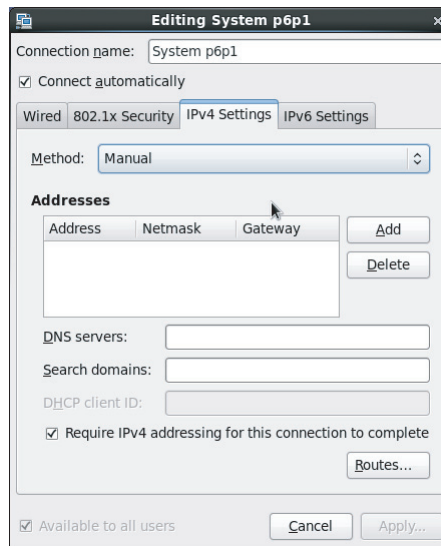 Editing System p6p1
Connection name: System p6p1
Connect automatically
Wired 802.1x Security IPv4 Settings IPv6 Settings
Method: Manual
Addresses
Address Netmask Gateway Add
Delete
DNS servers:
Search domains:
DHCP client ID:
Require IPv4 addressing for this connection to complete
Routes...
Available to all users Cancel Apply...